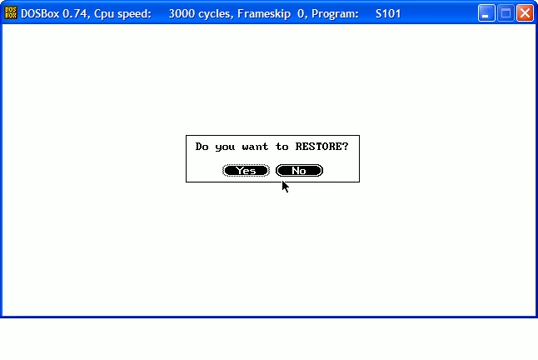 DOSBox 0.74, Cpu speed: 3000 cycles, Frameskip 0, Program: S101
Do you want to RESTORE?
Yes No